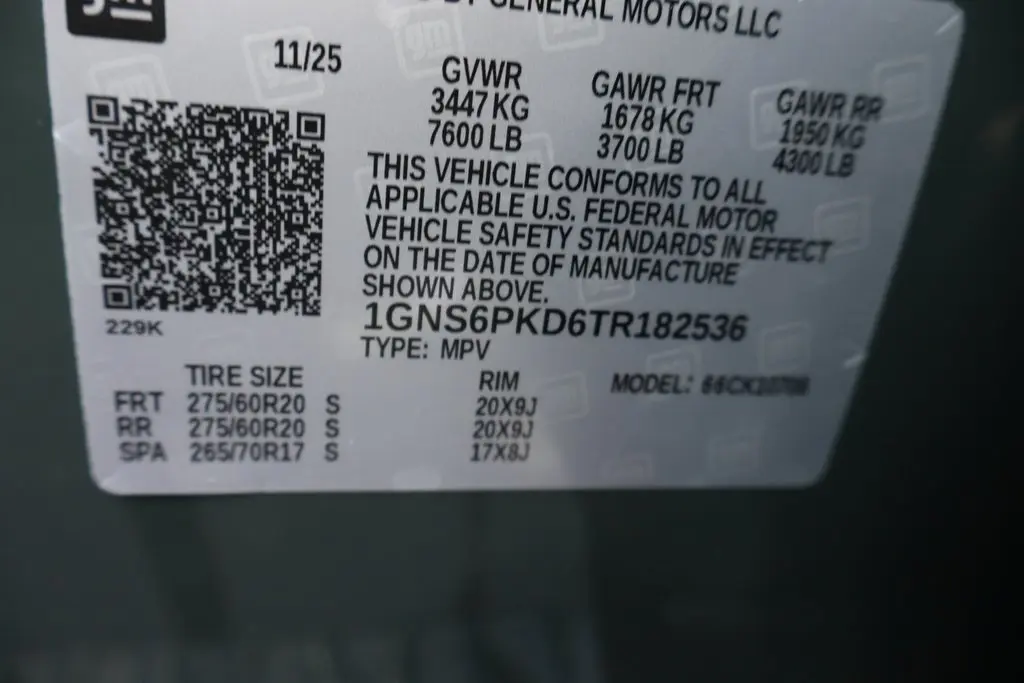 gm
BY GENERAL MOTORS LLC
11/25
GVWR GAWR FRT GAWR RR
3447 KG 1678 KG 1950 KG
7600 LB 3700 LB 4300 LB
THIS VEHICLE CONFORMS TO ALL
APPLICABLE U.S. FEDERAL MOTOR
VEHICLE SAFETY STANDARDS IN EFFECT
ON THE DATE OF MANUFACTURE
SHOWN ABOVE.
229K
1GNS6PKD6TR182536
TYPE: MPV
TIRE SIZE RIM MODEL:
FRT 275/60R20 S 20X9J
RR 275/60R20 S 20X9J
SPA 265/70R17 S 17X8J